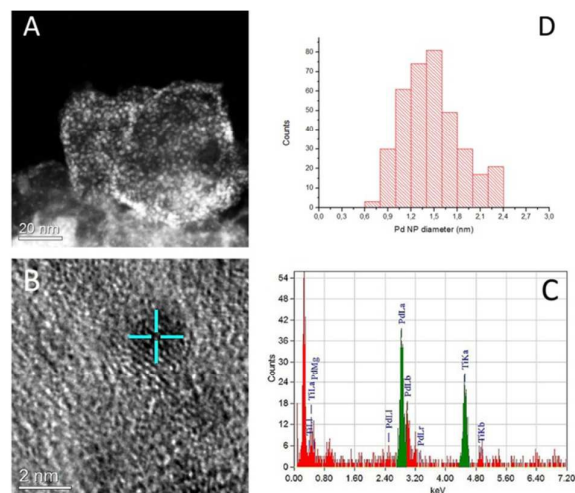 A
20 nm
D
80
70
60
50
40
30
20
10
0
Counts
0,0 0,3 0,6 0,9 1,2 1,5 1,8 2,1 2,4 2,7 3,0
Pd NP diameter (nm)
B
2 nm
C
54
48
42
36
30
24
18
12
6
0
Counts
TiLa
PdMg
PdLl
PdLa
PdLb
PdLr
TiKa
TiKb
0.00 0.80 1.60 2.40 3.20 4.00 4.80 5.60 6.40 7.20
keV